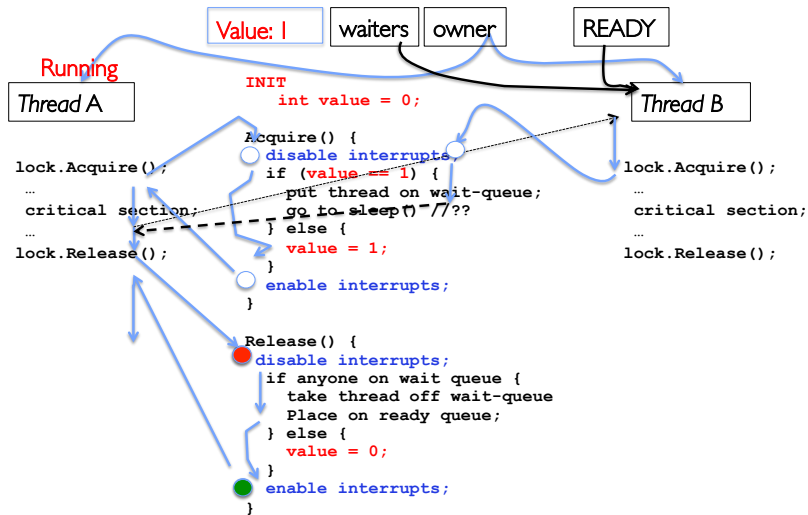 Value: 1
waiters
owner
READY
Running
Thread A
INIT
int value = 0;
Thread B
Acquire() {
disable interrupts;
if (value == 1) {
put thread on wait-queue;
go to sleep() //??
} else {
value = 1;
}
enable interrupts;
}
lock.Acquire();
…
critical section;
…
lock.Release();
lock.Acquire();
…
critical section;
…
lock.Release();
Release() {
disable interrupts;
if anyone on wait queue {
take thread off wait-queue
Place on ready queue;
} else {
value = 0;
}
enable interrupts;
}